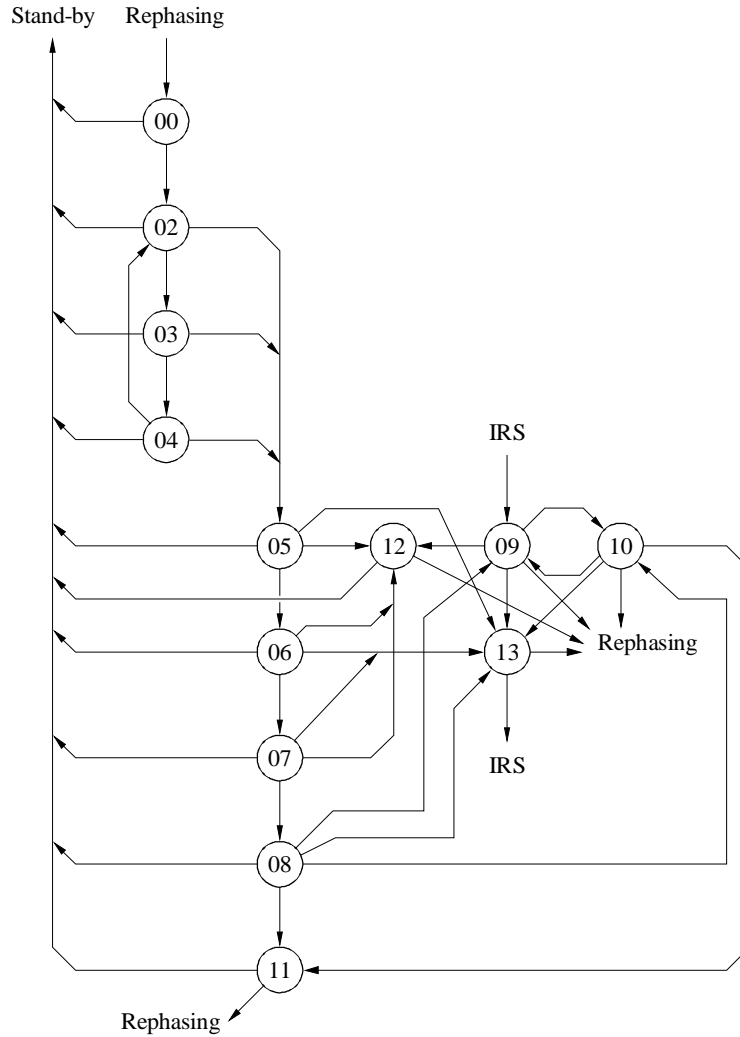 Stand-by Rephasing
00
02
03
04
IRS
05 12 09 10
Rephasing
06 13
07 IRS
08
11
Rephasing